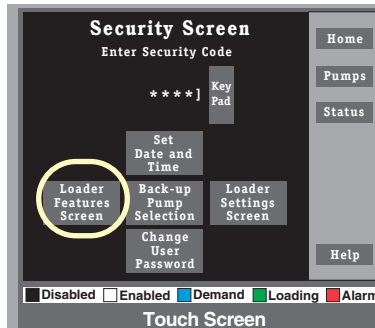 Security Screen
Enter Security Code
****]
Key
Pad
Set
Date and
Time
Loader
Features
Screen
Back-up
Pump
Selection
Loader
Settings
Screen
Change
User
Password
Home
Pumps
Status
Help
Disabled Enabled Demand Loading Alarm
Touch Screen